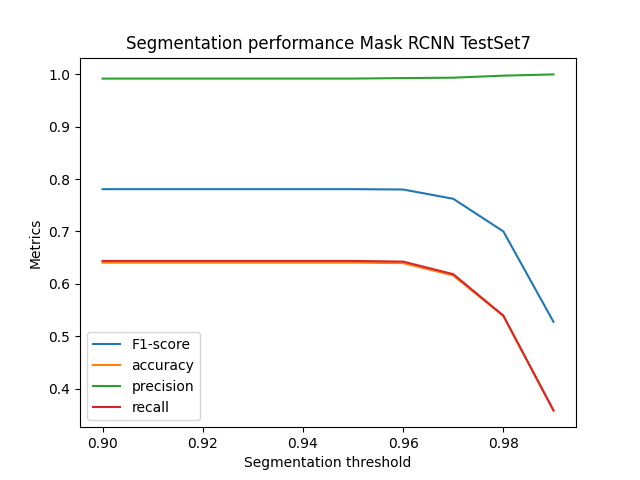 Segmentation performance Mask RCNN TestSet7
1.0
0.9
0.8
0.7
0.6
0.5
0.4
Metrics
F1-score
accuracy
precision
recall
0.90 0.92 0.94 0.96 0.98
Segmentation threshold